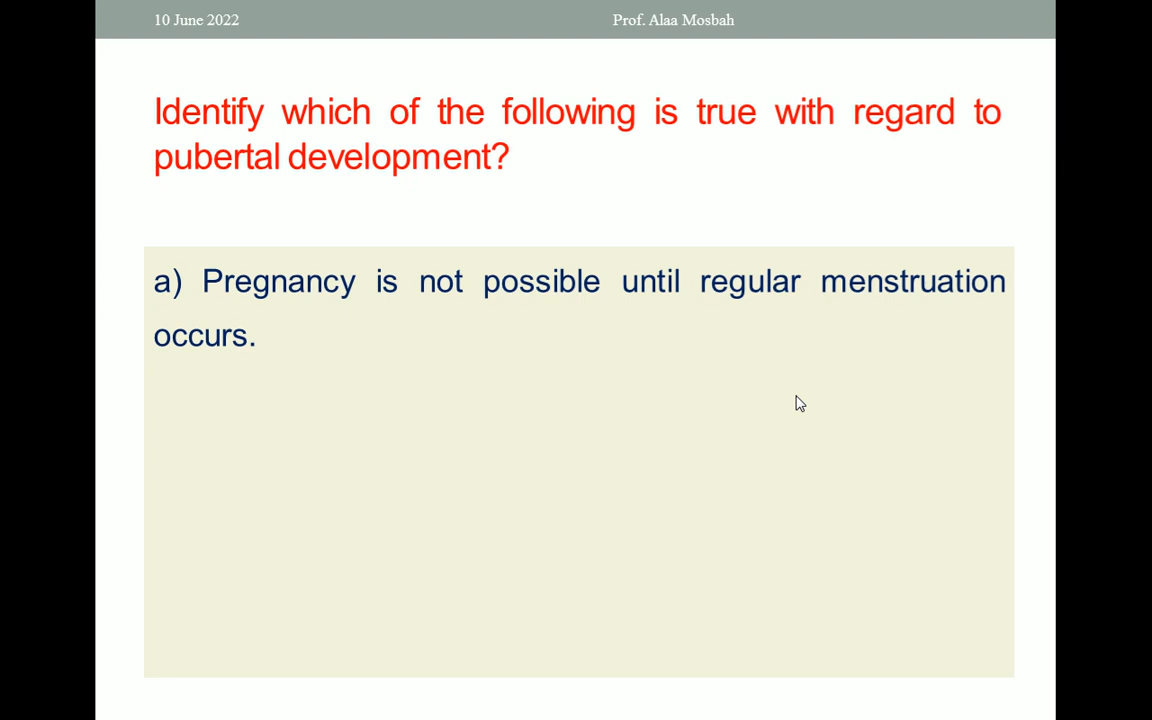 10 June 2022 Prof. Alaa Mosbah
Identify which of the following is true with regard to
pubertal development?
a) Pregnancy is not possible until regular menstruation
occurs.